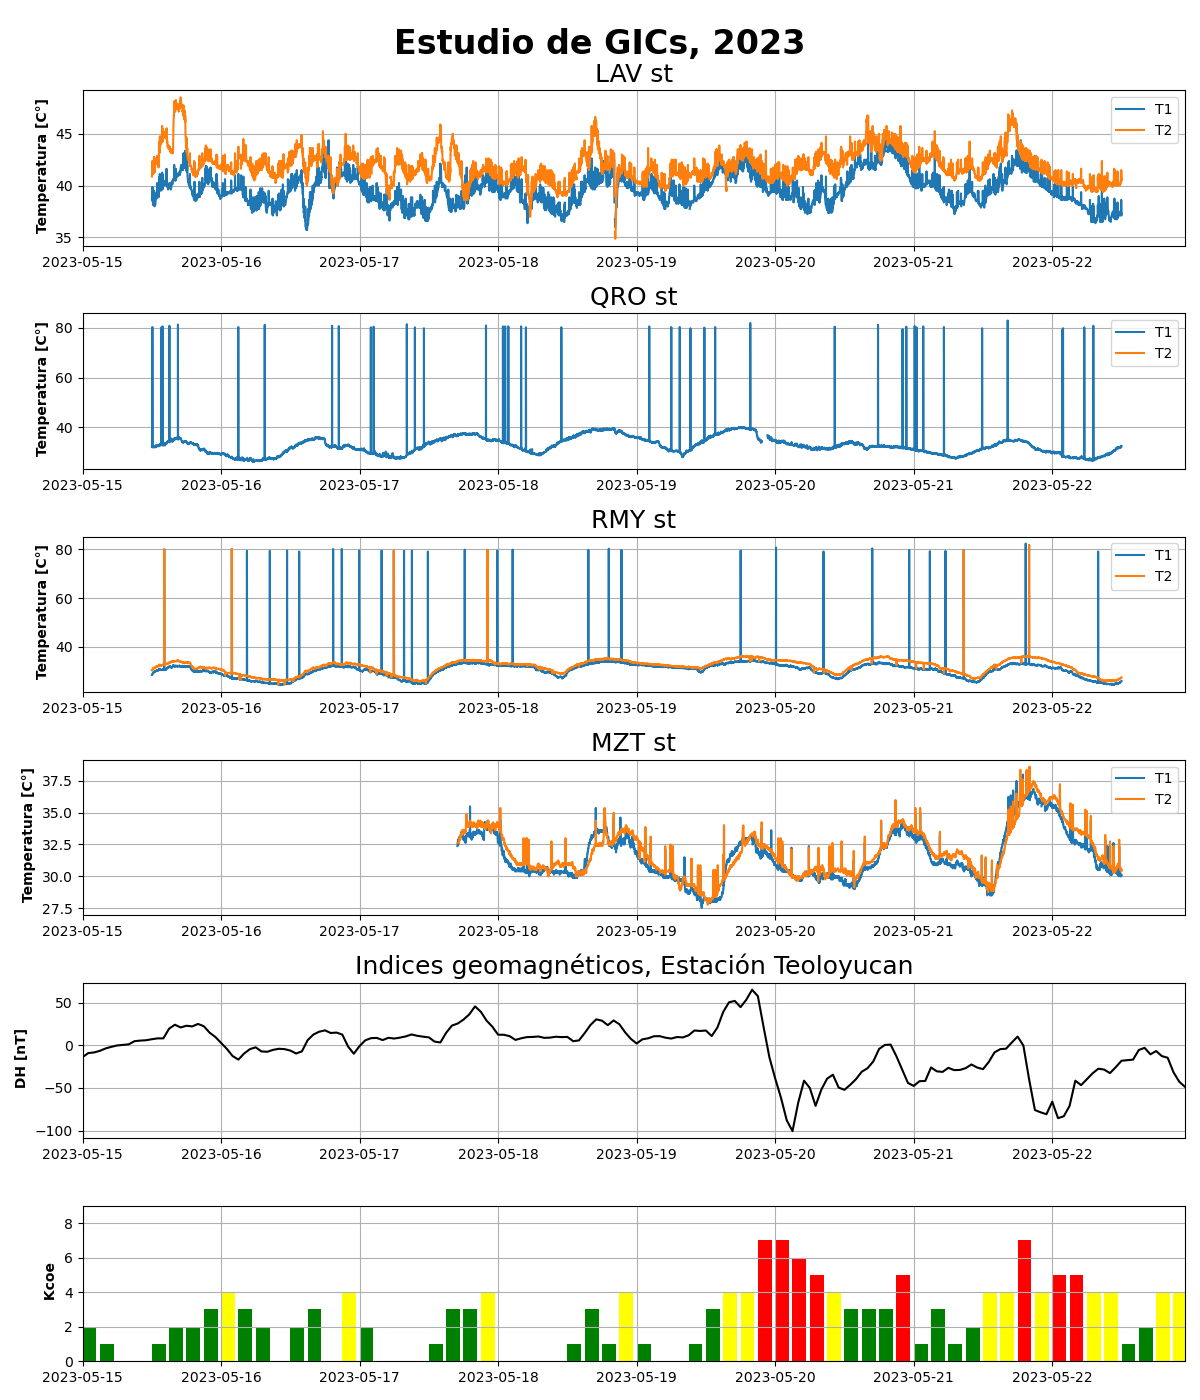 Estudio de GICs, 2023
LAV st
Temperatura [C°]
45
40
35
T1
T2
2023-05-15 2023-05-16 2023-05-17 2023-05-18 2023-05-19 2023-05-20 2023-05-21 2023-05-22
QRO st
Temperatura [C°]
80
60
40
T1
T2
2023-05-15 2023-05-16 2023-05-17 2023-05-18 2023-05-19 2023-05-20 2023-05-21 2023-05-22
RMY st
Temperatura [C°]
80
60
40
T1
T2
2023-05-15 2023-05-16 2023-05-17 2023-05-18 2023-05-19 2023-05-20 2023-05-21 2023-05-22
MZT st
Temperatura [C°]
37.5
35.0
32.5
30.0
27.5
T1
T2
2023-05-15 2023-05-16 2023-05-17 2023-05-18 2023-05-19 2023-05-20 2023-05-21 2023-05-22
Indices geomagnéticos, Estación Teoloyucan
DH [nT]
50
0
−50
−100
2023-05-15 2023-05-16 2023-05-17 2023-05-18 2023-05-19 2023-05-20 2023-05-21 2023-05-22
Kcoe
8
6
4
2
0
2023-05-15 2023-05-16 2023-05-17 2023-05-18 2023-05-19 2023-05-20 2023-05-21 2023-05-22